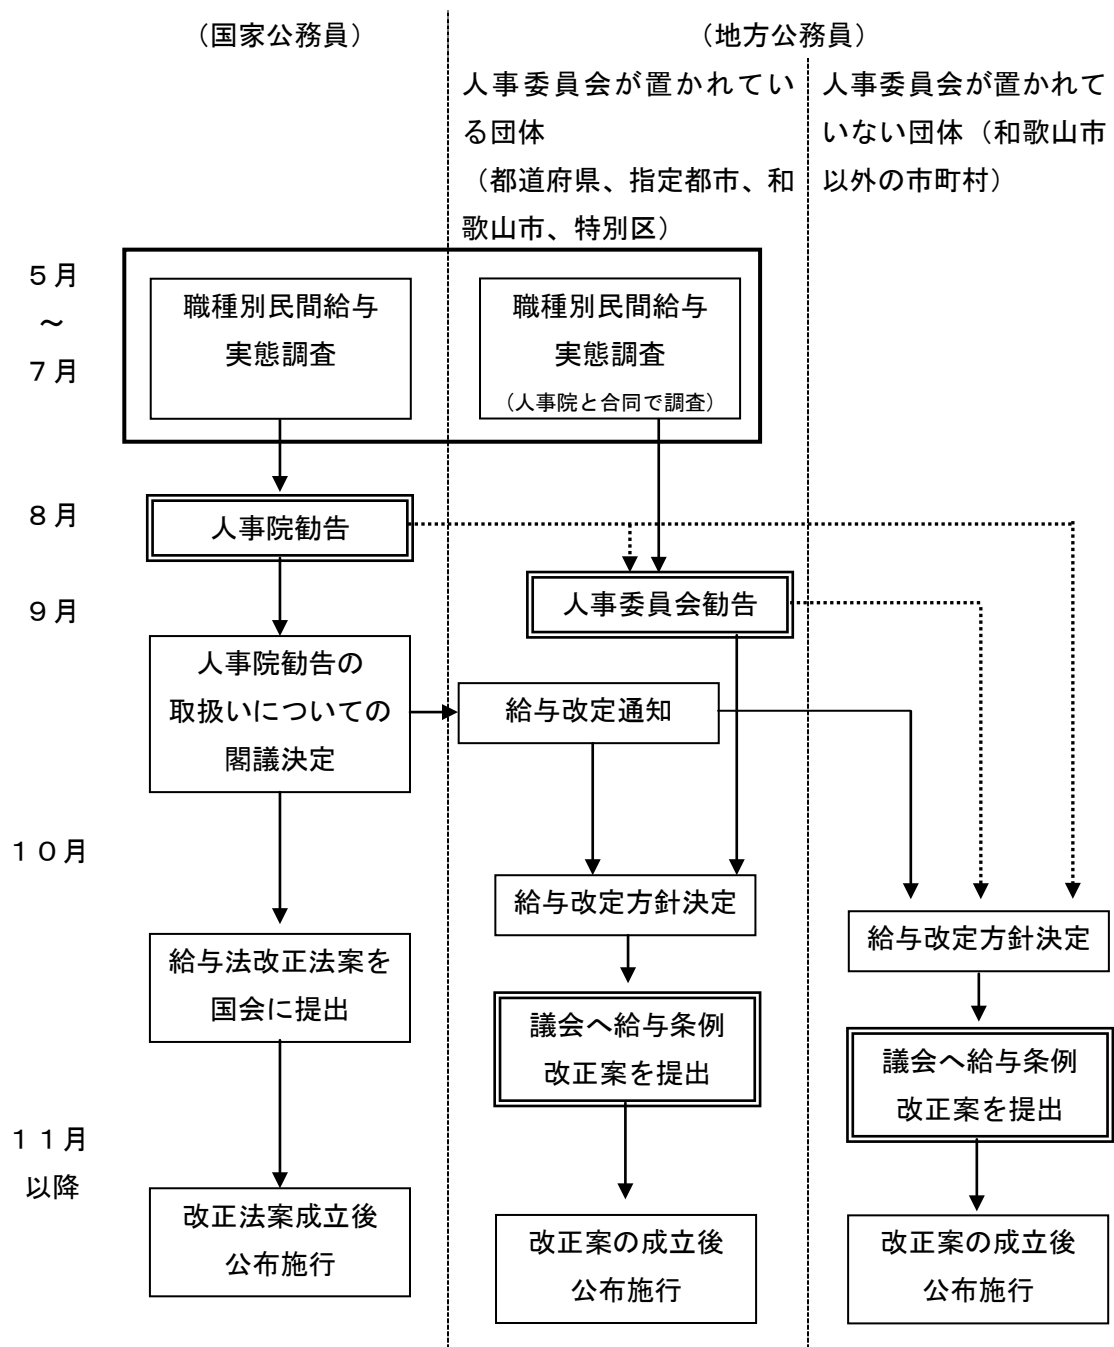 （国家公務員）
（地方公務員）
人事委員会が置かれてい
る団体
（都道府県、指定都市、和
歌山市、特別区）
人事委員会が置かれて
いない団体（和歌山市
以外の市町村）
５月
～
７月
職種別民間給与
実態調査
職種別民間給与
実態調査
（人事院と合同で調査）
８月
人事院勧告
９月
人事委員会勧告
人事院勧告の
取扱いについての
閣議決定
給与改定通知
１０月
給与改定方針決定
給与改定方針決定
給与法改正法案を
国会に提出
議会へ給与条例
改正案を提出
議会へ給与条例
改正案を提出
１１月
以降
改正法案成立後
公布施行
改正案の成立後
公布施行
改正案の成立後
公布施行